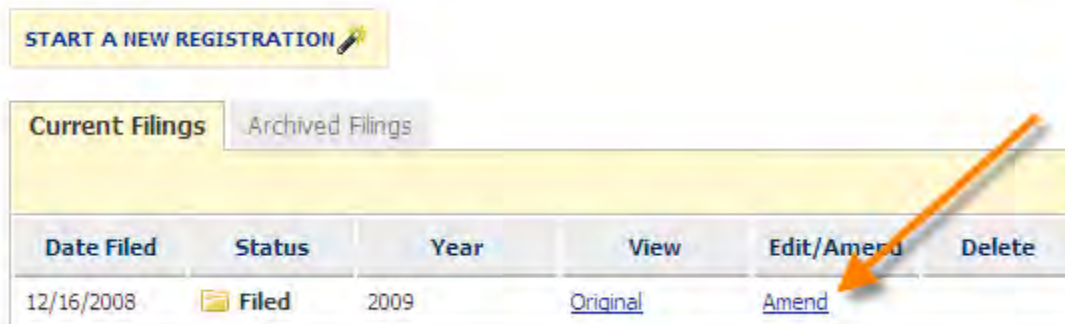 START A NEW REGISTRATION
Current Filings Archived Filings
Date Filed Status Year View Edit/Amend Delete
12/16/2008 Filed 2009 Original Amend